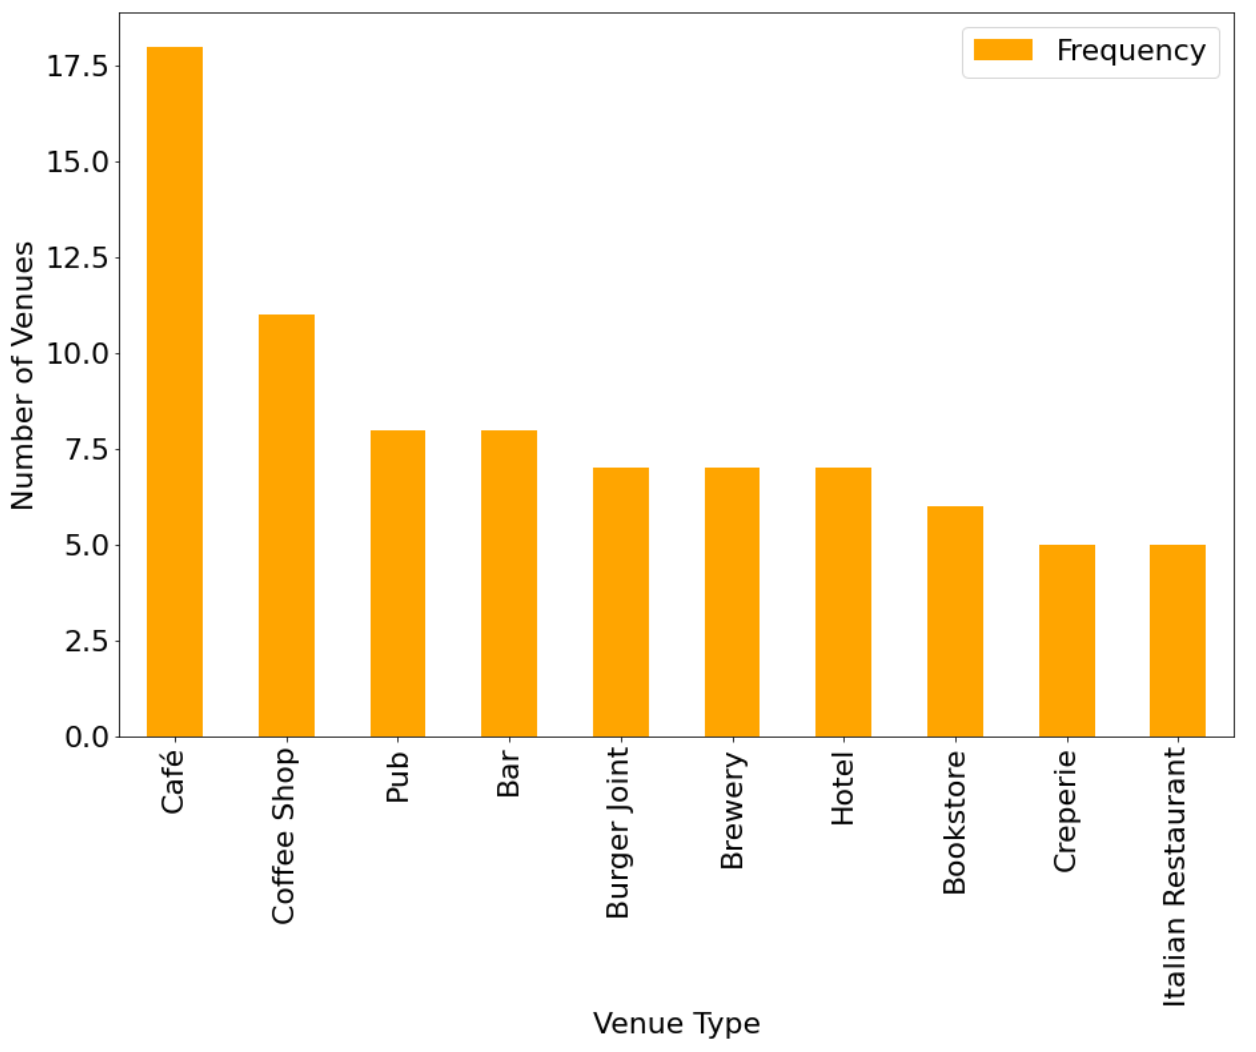 Frequency
17.5
15.0
12.5
10.0
7.5
5.0
2.5
0.0
Number of Venues
Café
Coffee Shop
Pub
Bar
Burger Joint
Brewery
Hotel
Bookstore
Creperie
Italian Restaurant
Venue Type